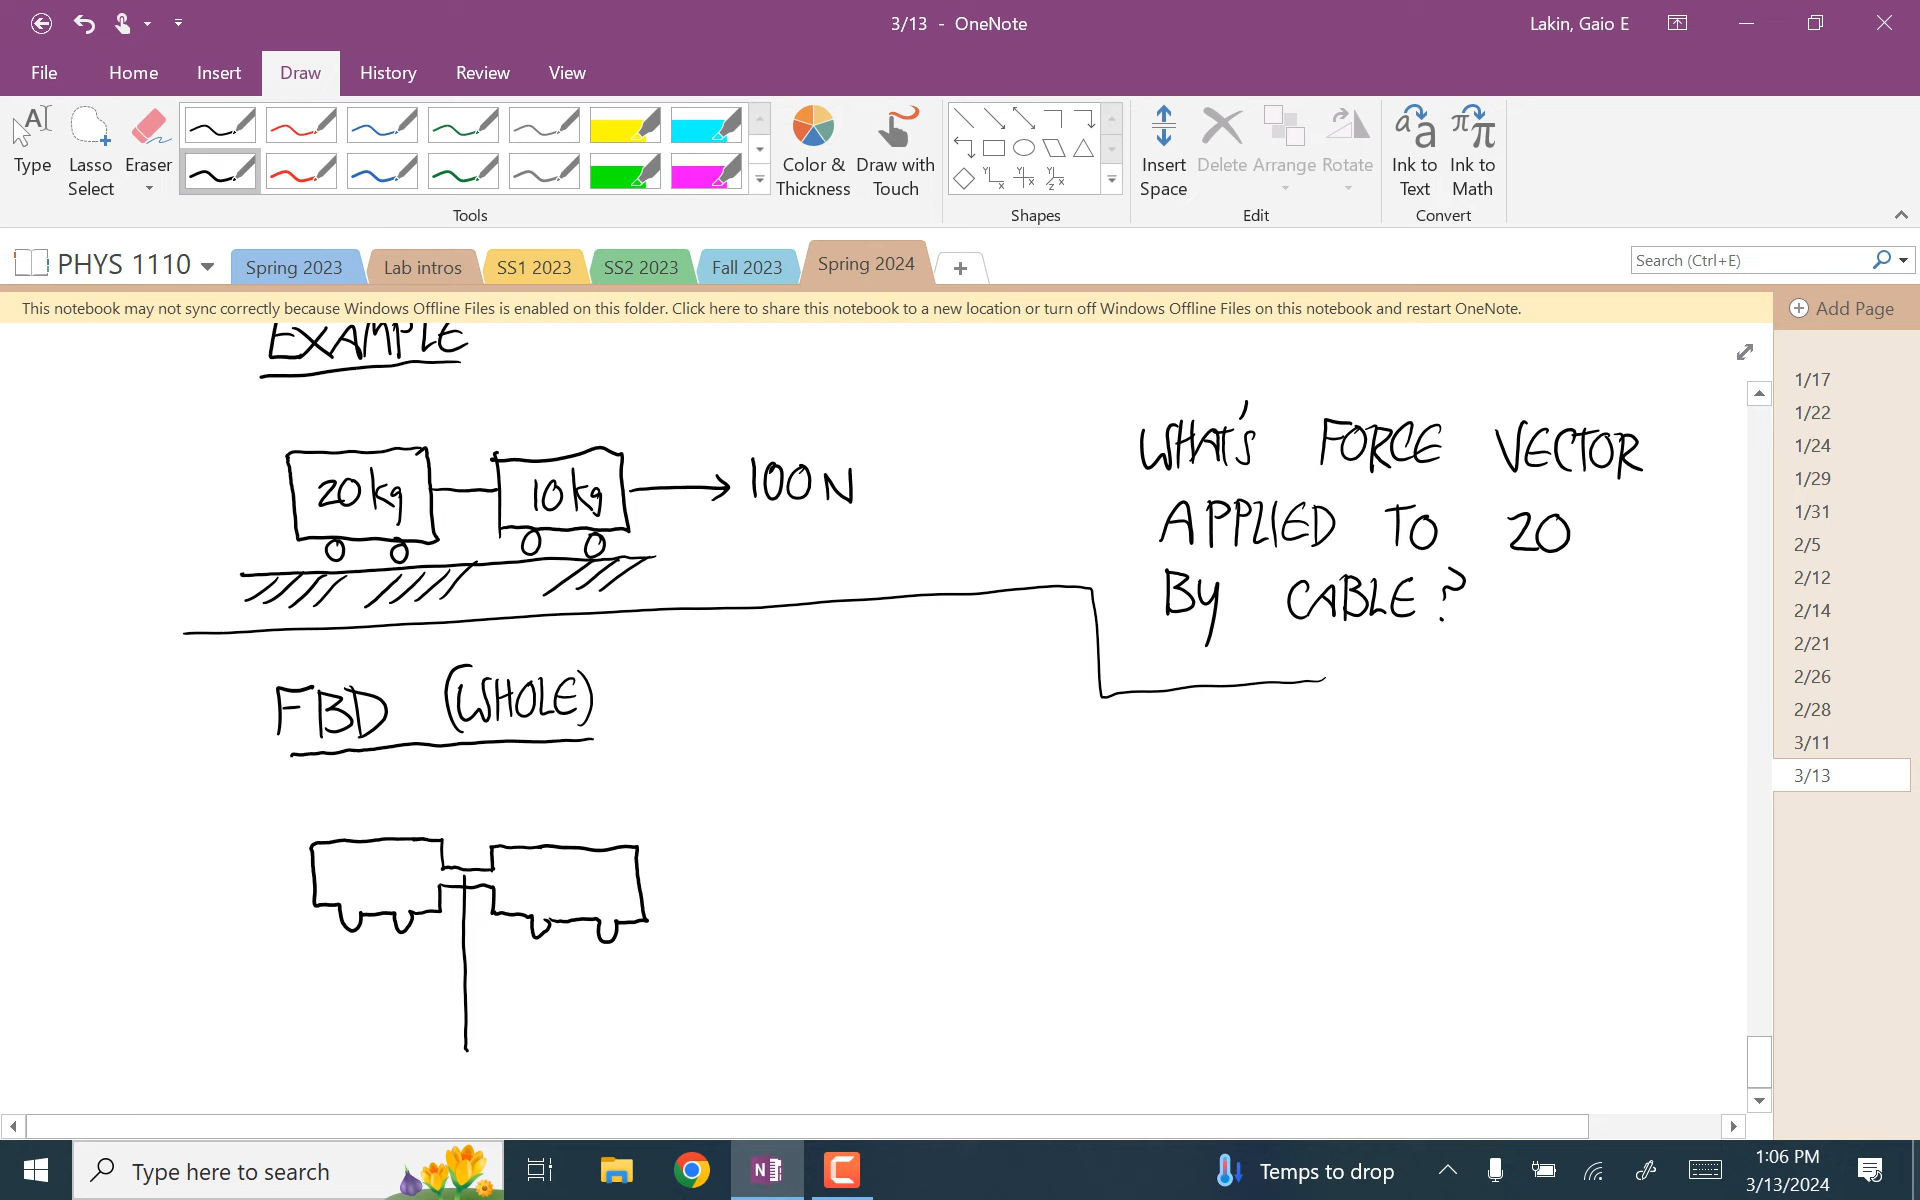 3/13 - OneNote
Lakin, Gaio E
File Home Insert Draw History Review View
Type
Lasso Select
Eraser
Color & Thickness
Draw with Touch
Insert Space
Delete
Arrange
Rotate
Ink to Text
Ink to Math
Tools
Shapes
Edit
Convert
PHYS 1110
Spring 2023
Lab intros
SS1 2023
SS2 2023
Fall 2023
Spring 2024
Search (Ctrl+E)
This notebook may not sync correctly because Windows Offline Files is enabled on this folder. Click here to share this notebook to a new location or turn off Windows Offline Files on this notebook and restart OneNote.
Add Page
EXAMPLE
20 kg
10 kg
100 N
WHAT'S FORCE VECTOR
APPLIED TO 20
BY CABLE?
FBD (WHOLE)
1/17
1/22
1/24
1/29
1/31
2/5
2/12
2/14
2/21
2/26
2/28
3/11
3/13
Type here to search
Temps to drop
1:06 PM
3/13/2024